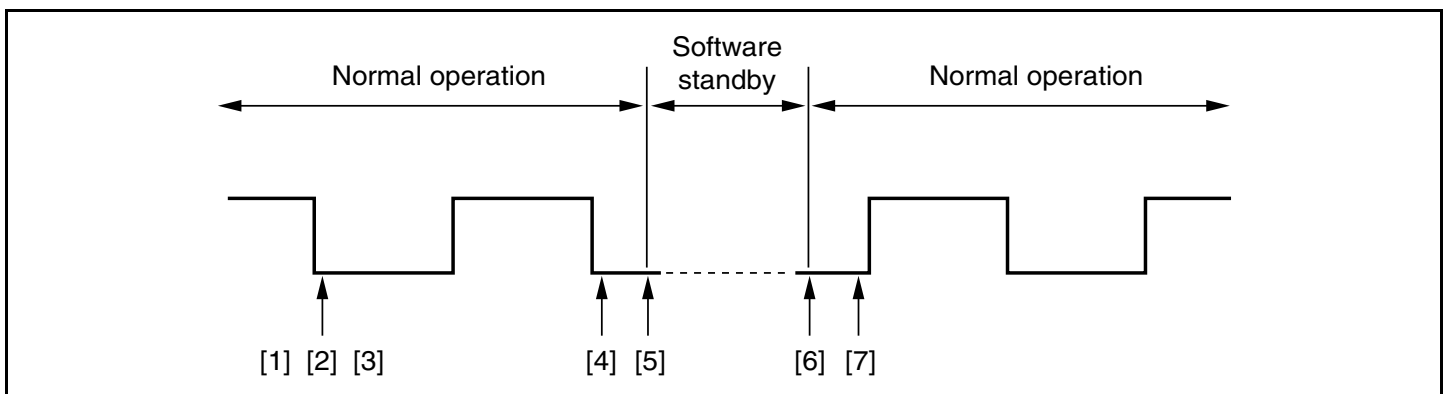 Software
standby
Normal operation
Normal operation
[1] [2] [3]
[4] [5]
[6] [7]